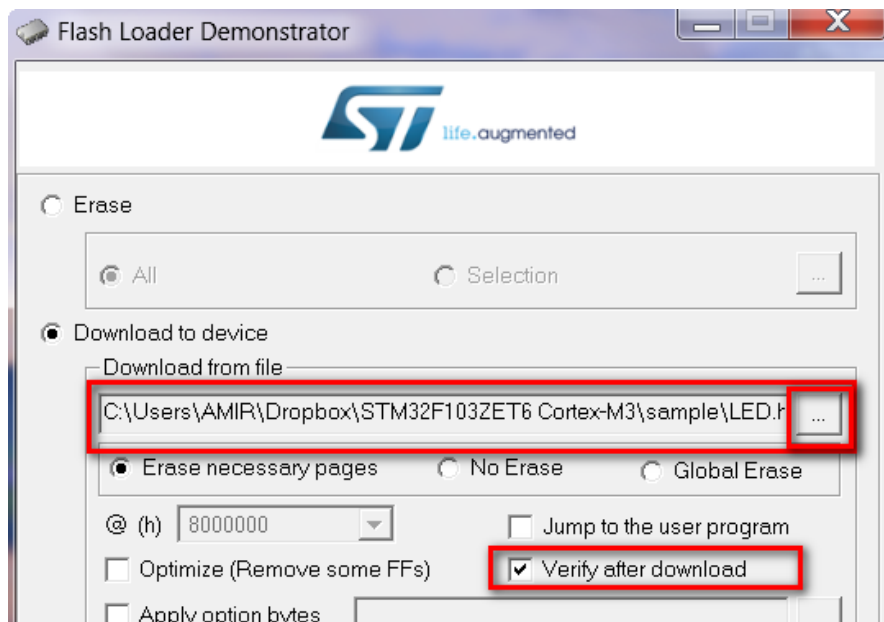 Flash Loader Demonstrator
ST life.augmented
Erase
All Selection ...
Download to device
Download from file
C:\Users\AMIR\Dropbox\STM32F103ZET6 Cortex-M3\sample\LED.h ...
Erase necessary pages No Erase Global Erase
@ (h) 8000000 Jump to the user program
Optimize (Remove some FFs) Verify after download
Apply option bytes